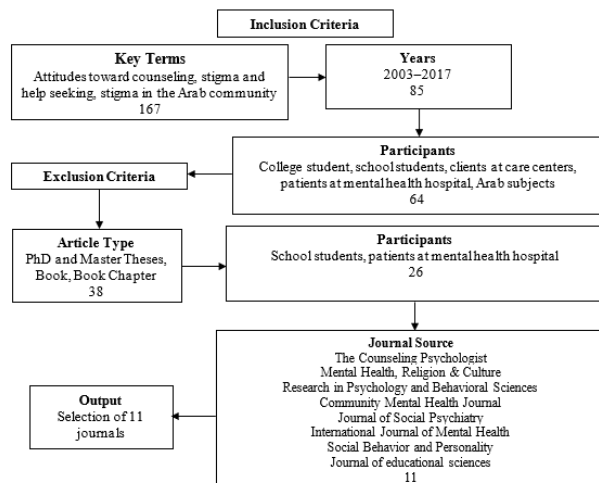 Inclusion Criteria
Key Terms
Attitudes toward counseling, stigma and
help seeking, stigma in the Arab community
167
Years
2003–2017
85
Participants
College student, school students, clients at care centers,
patients at mental health hospital, Arab subjects
64
Exclusion Criteria
Article Type
PhD and Master Theses,
Book, Book Chapter
38
Participants
School students, patients at mental health hospital
26
Journal Source
The Counseling Psychologist
Mental Health, Religion & Culture
Research in Psychology and Behavioral Sciences
Community Mental Health Journal
Journal of Social Psychiatry
International Journal of Mental Health
Social Behavior and Personality
Journal of educational sciences
11
Output
Selection of 11
journals